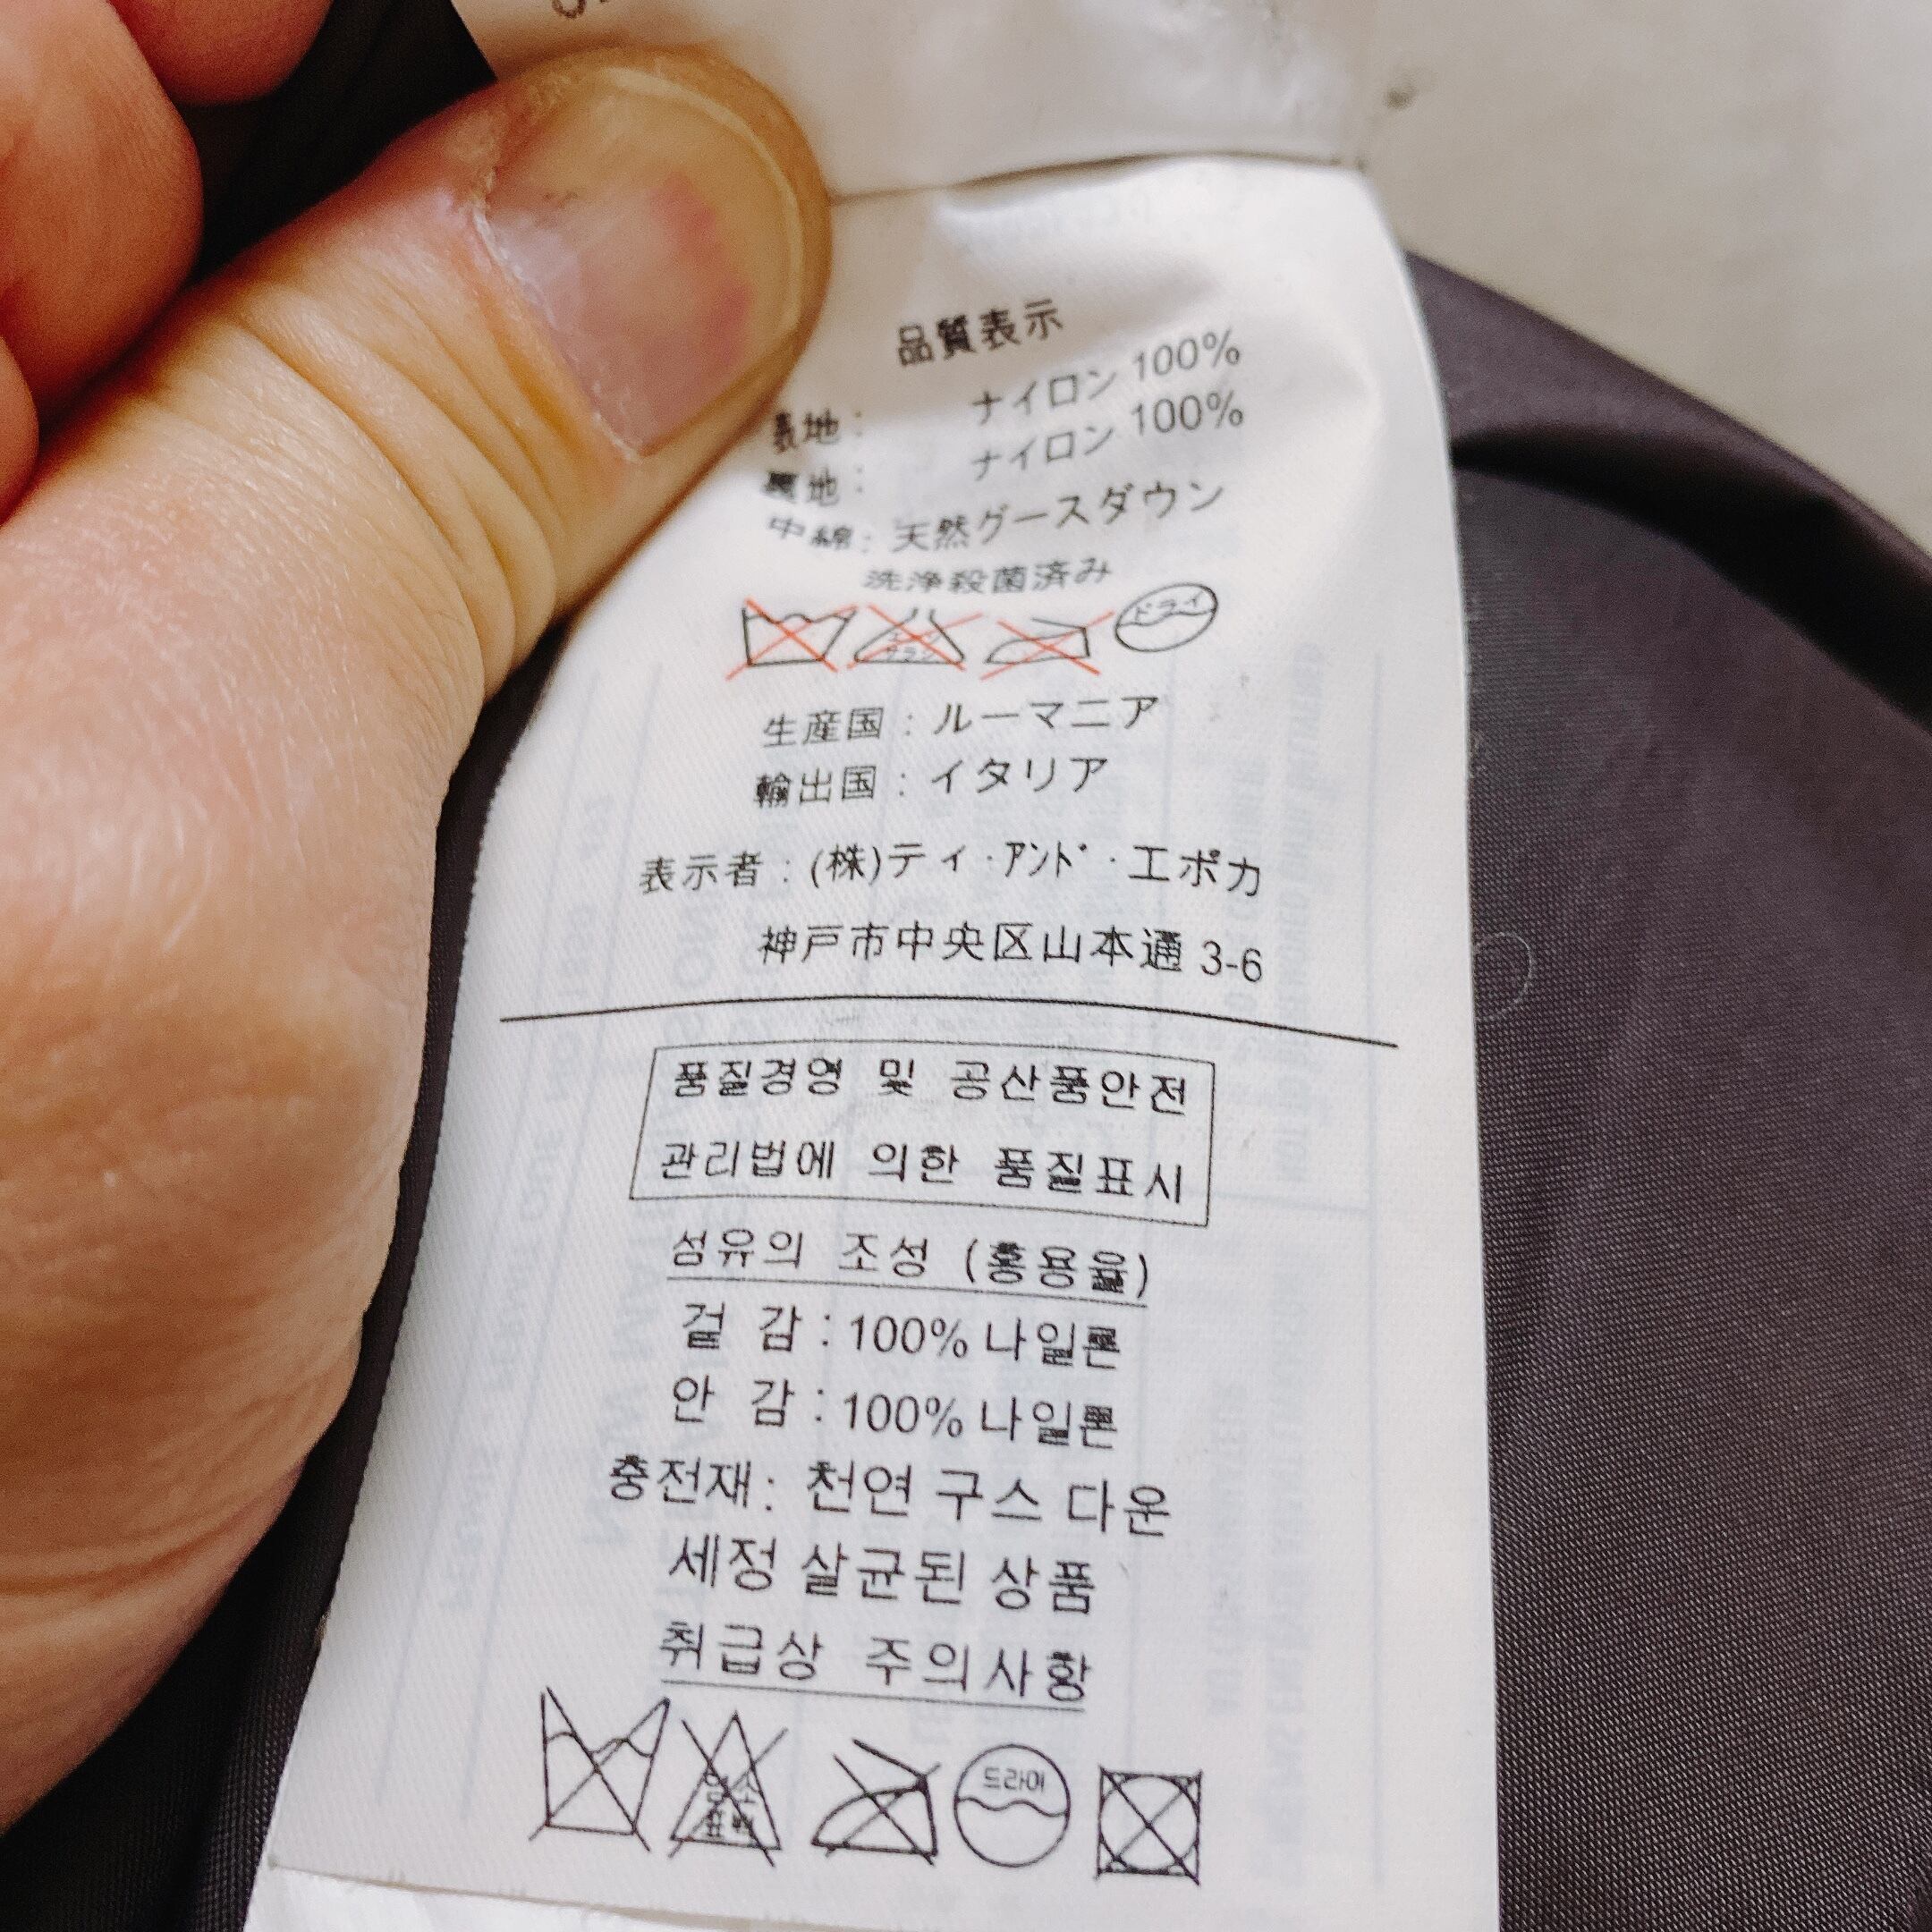 品質表示
表地: ナイロン 100%
裏地: ナイロン 100%
中綿: 天然グースダウン
洗浄殺菌済み
ドライ
生産国 : ルーマニア
輸出国 : イタリア
表示者 : (株)ティ・アンド・エポカ
神戸市中央区山本通 3-6
품질경영 및 공산품안전
관리법에 의한 품질표시
섬유의 조성 (홍용율)
겉 감 : 100% 나일론
안 감 : 100% 나일론
충전재: 천연 구스 다운
세정 살균된 상품
취급상 주의사항
드라이